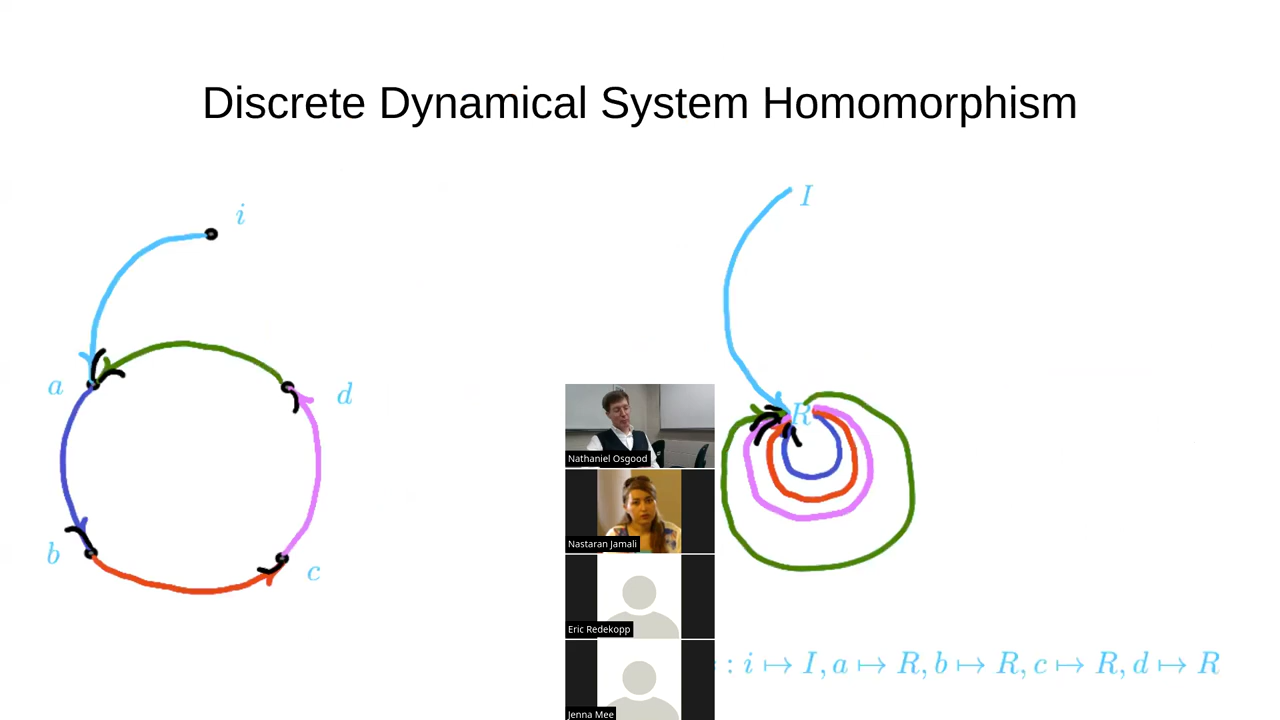 Discrete Dynamical System Homomorphism
i
I
a
d
R
b
c
Nathaniel Osgood
Nastaran Jamali
Eric Redekopp
Jenna Mee
: i ↦ I, a ↦ R, b ↦ R, c ↦ R, d ↦ R